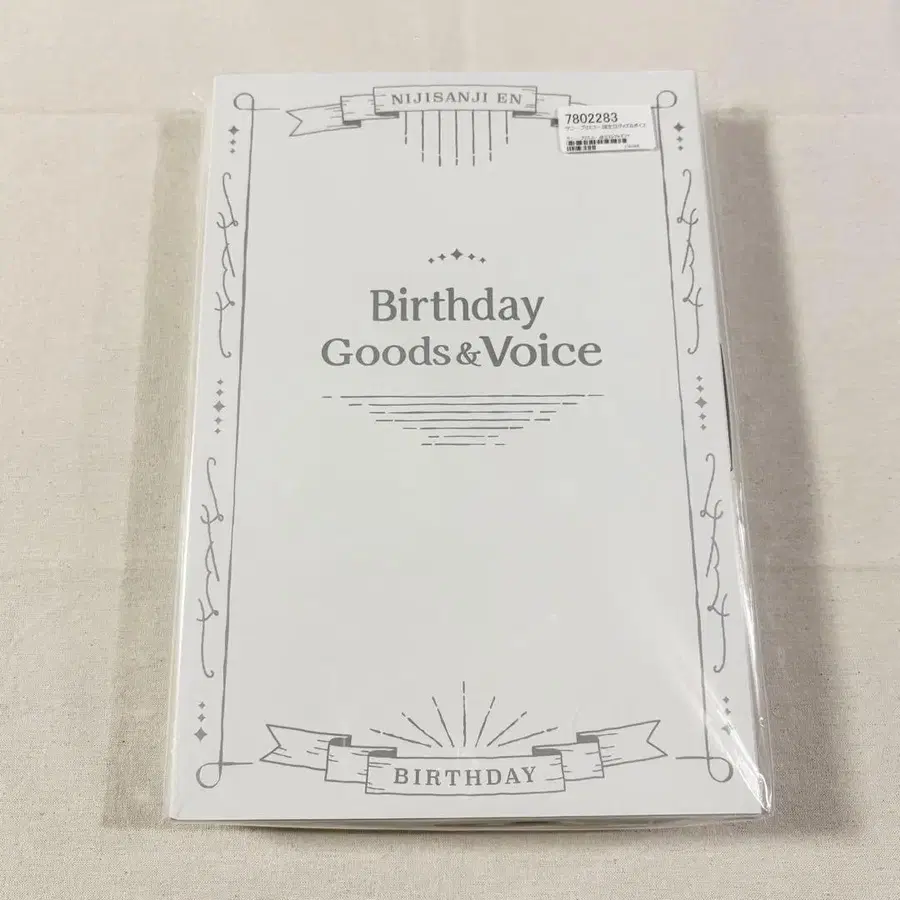 NIJISANJI EN
7802283
Birthday
Goods & Voice
BIRTHDAY